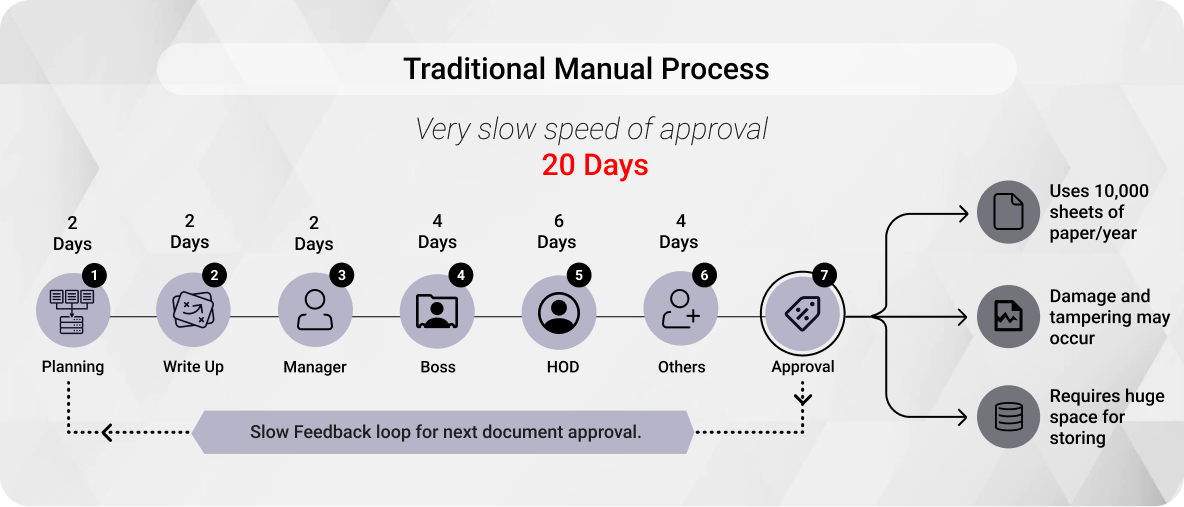 Traditional Manual Process
Very slow speed of approval
20 Days
2
Days
2
Days
2
Days
4
Days
6
Days
4
Days
1
2
3
4
5
6
7
Planning
Write Up
Manager
Boss
HOD
Others
Approval
Slow Feedback loop for next document approval.
Uses 10,000
sheets of
paper/year
Damage and
tampering may
occur
Requires huge
space for
storing